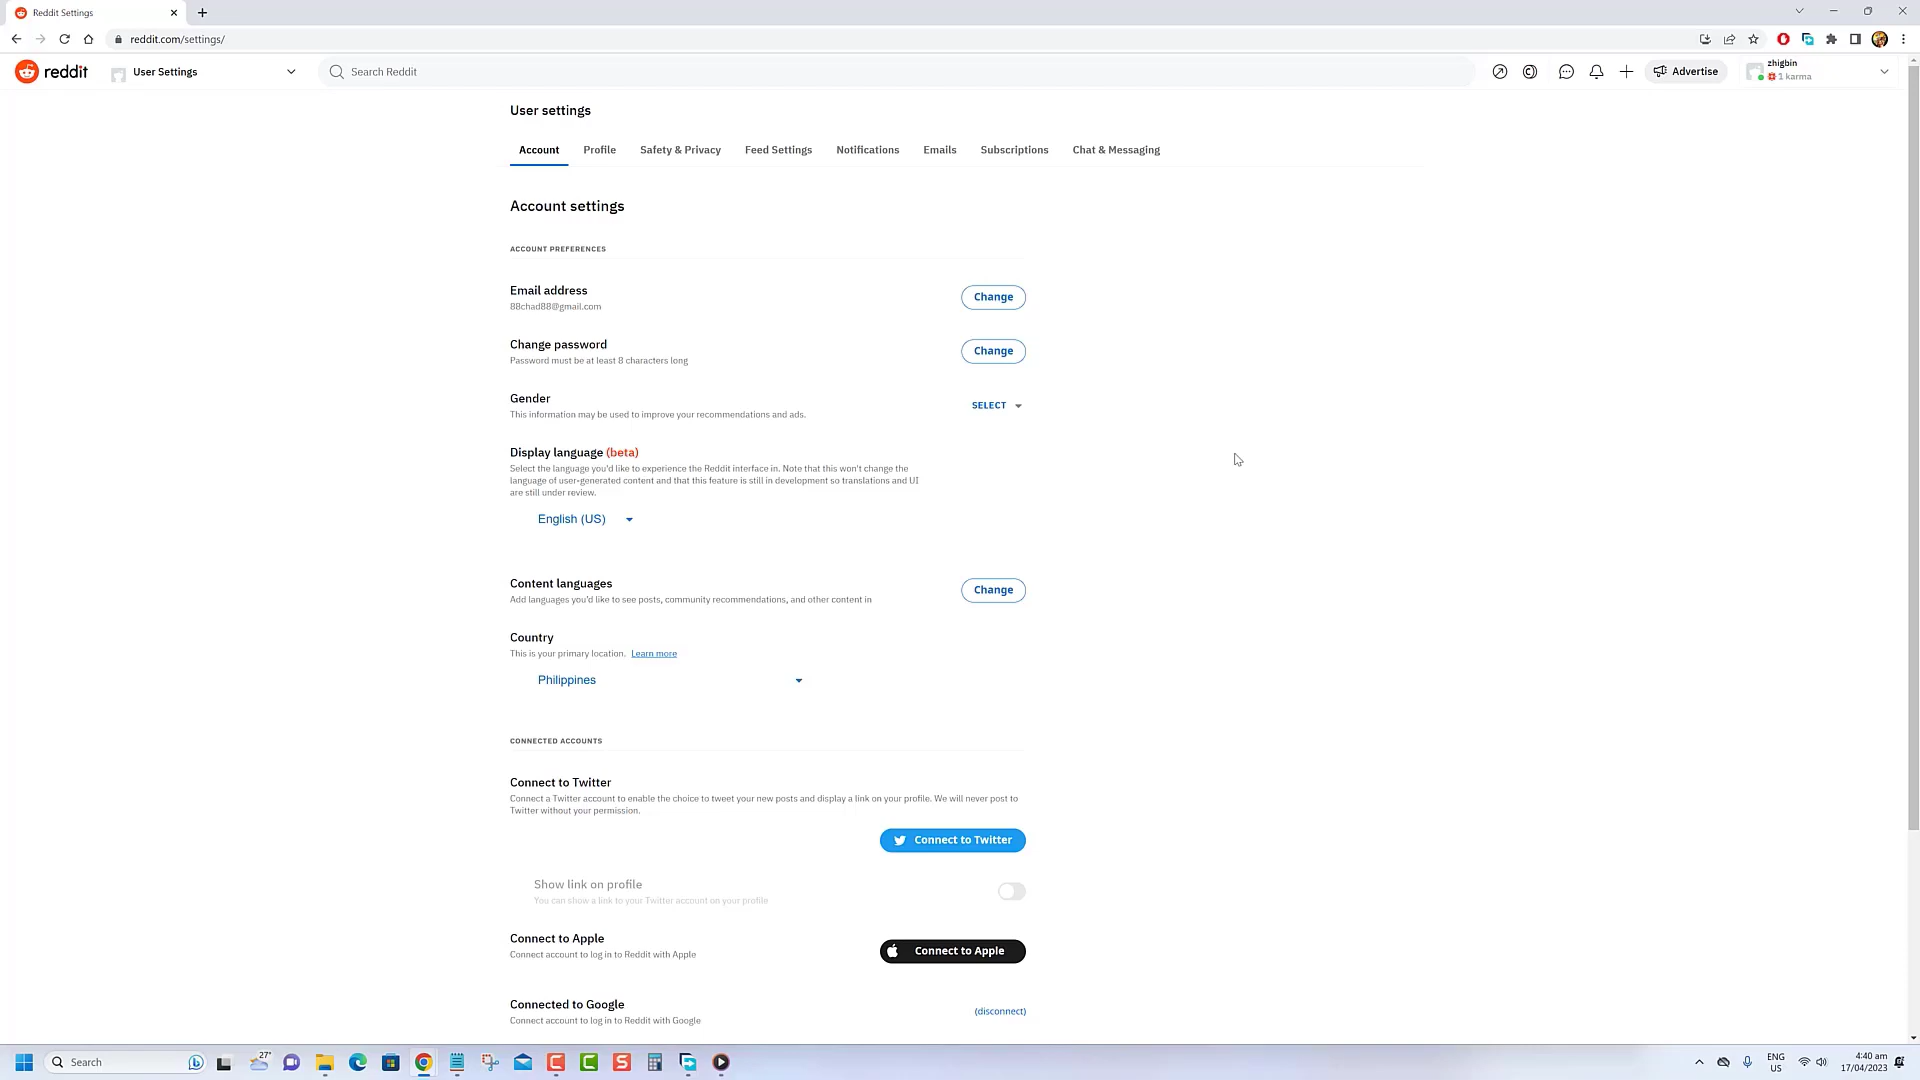 Reddit Settings
reddit.com/settings/
reddit
User Settings
Search Reddit
Advertise
zhigbin
1 karma
User settings
Account
Profile
Safety & Privacy
Feed Settings
Notifications
Emails
Subscriptions
Chat & Messaging
Account settings
ACCOUNT PREFERENCES
Email address
88chad88@gmail.com
Change
Change password
Password must be at least 8 characters long
Change
Gender
This information may be used to improve your recommendations and ads.
SELECT
Display language (beta)
Select the language you'd like to experience the Reddit interface in. Note that this won't change the
language of user-generated content and that this feature is still in development so translations and UI
are still under review.
English (US)
Content languages
Add languages you'd like to see posts, community recommendations, and other content in
Change
Country
This is your primary location. Learn more
Philippines
CONNECTED ACCOUNTS
Connect to Twitter
Connect a Twitter account to enable the choice to tweet your new posts and display a link on your profile. We will never post to
Twitter without your permission.
Connect to Twitter
Show link on profile
You can show a link to your Twitter account on your profile
Connect to Apple
Connect account to log in to Reddit with Apple
Connect to Apple
Connected to Google
Connect account to log in to Reddit with Google
(disconnect)
Search
27°
ENG
US
4:40 am
17/04/2023